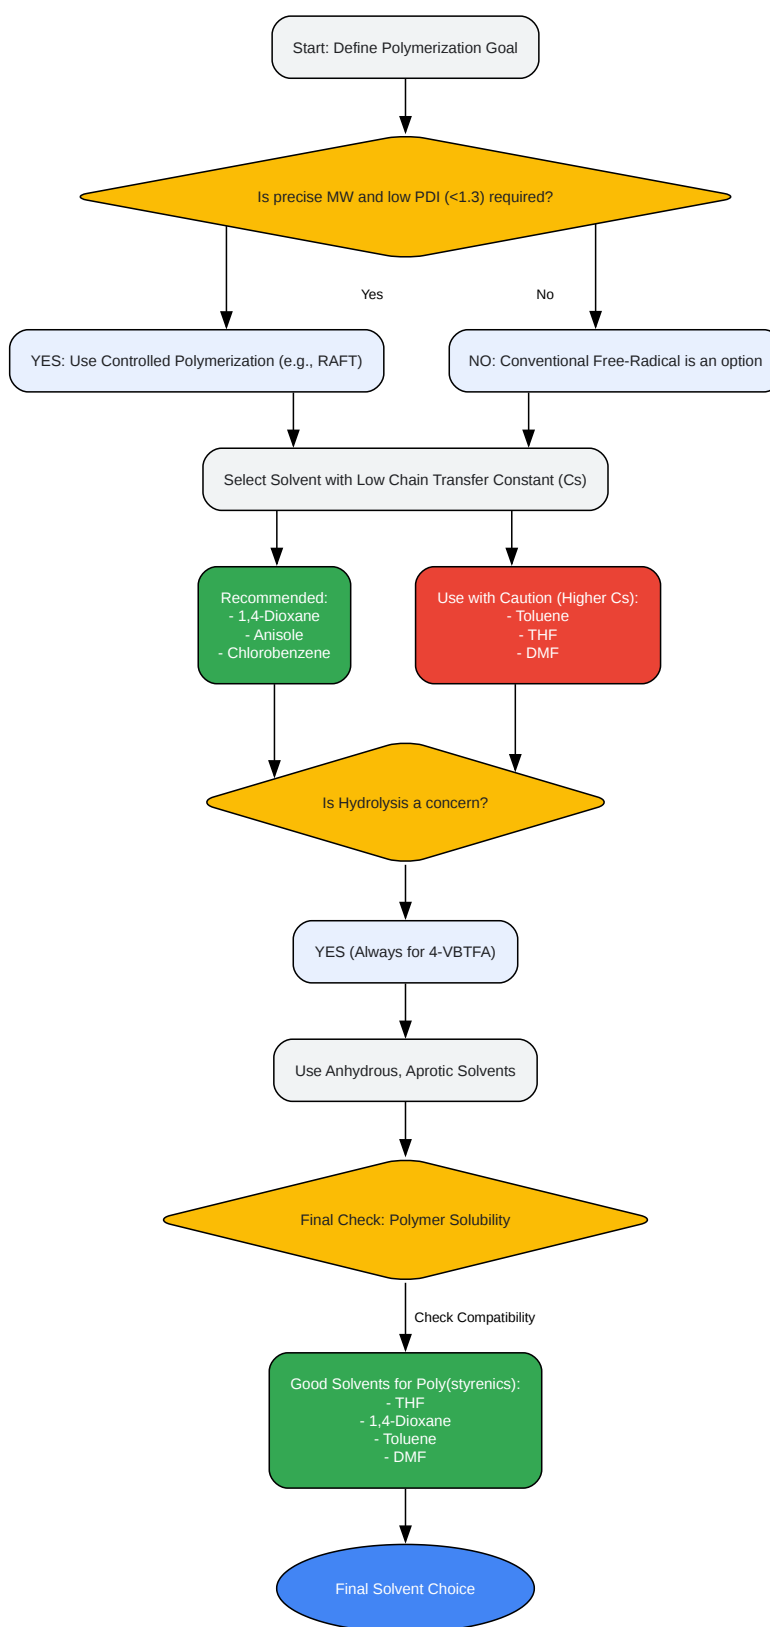 Start: Define Polymerization Goal
Is precise MW and low PDI (<1.3) required?
Yes
No
YES: Use Controlled Polymerization (e.g., RAFT)
NO: Conventional Free-Radical is an option
Select Solvent with Low Chain Transfer Constant (Cs)
Recommended:
- 1,4-Dioxane
- Anisole
- Chlorobenzene
Use with Caution (Higher Cs):
- Toluene
- THF
- DMF
Is Hydrolysis a concern?
YES (Always for 4-VBTFA)
Use Anhydrous, Aprotic Solvents
Final Check: Polymer Solubility
Check Compatibility
Good Solvents for Poly(styrenics):
- THF
- 1,4-Dioxane
- Toluene
- DMF
Final Solvent Choice